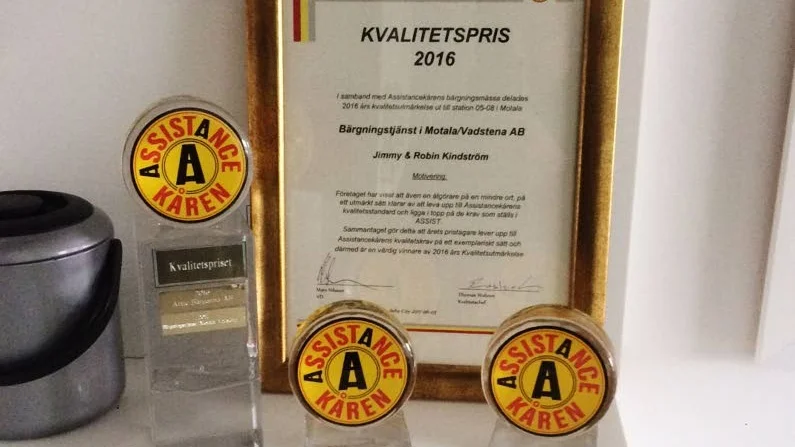 KVALITETSPRIS
2016
I samband med Assistancekårens bärgningsmässa delades
2016 års kvalitetsutmärkelse ut till station 05-08 i Motala
Bärgningstjänst i Motala/Vadstena AB
Jimmy & Robin Kindström
Motivering:
Företaget har visat att även en ålgörare på en mindre ort, på
ett utmärkt sätt klarar av att leva upp till Assistancekårens
kvalitetsstandard och ligga i topp på de krav som ställs i
ASSIST.
Sammantaget gör detta att årets pristagare lever upp till
Assistancekårens kvalitetskrav på ett exemplariskt sätt och
därmed är en värdig vinnare av 2016 års Kvalitetsutmärkelse
ASSISTANCE
Å
KÅREN
Kvalitetspriset
ASSISTANCE
Å
KÅREN
ASSISTANCE
Å
KÅREN